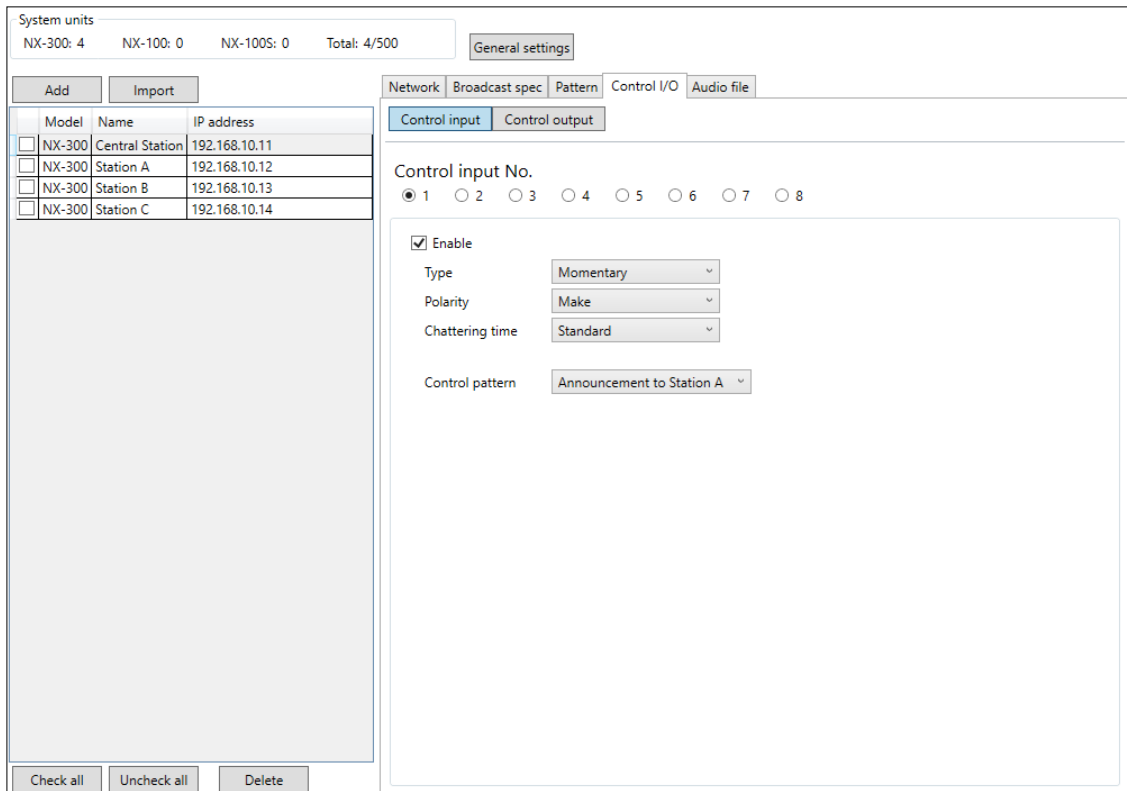 System units
NX-300: 4 NX-100: 0 NX-100S: 0 Total: 4/500
General settings
Add Import
Model Name IP address
NX-300 Central Station 192.168.10.11
NX-300 Station A 192.168.10.12
NX-300 Station B 192.168.10.13
NX-300 Station C 192.168.10.14
Check all Uncheck all Delete
Network Broadcast spec Pattern Control I/O Audio file
Control input Control output
Control input No.
1 2 3 4 5 6 7 8
Enable
Type Momentary
Polarity Make
Chattering time Standard
Control pattern Announcement to Station A